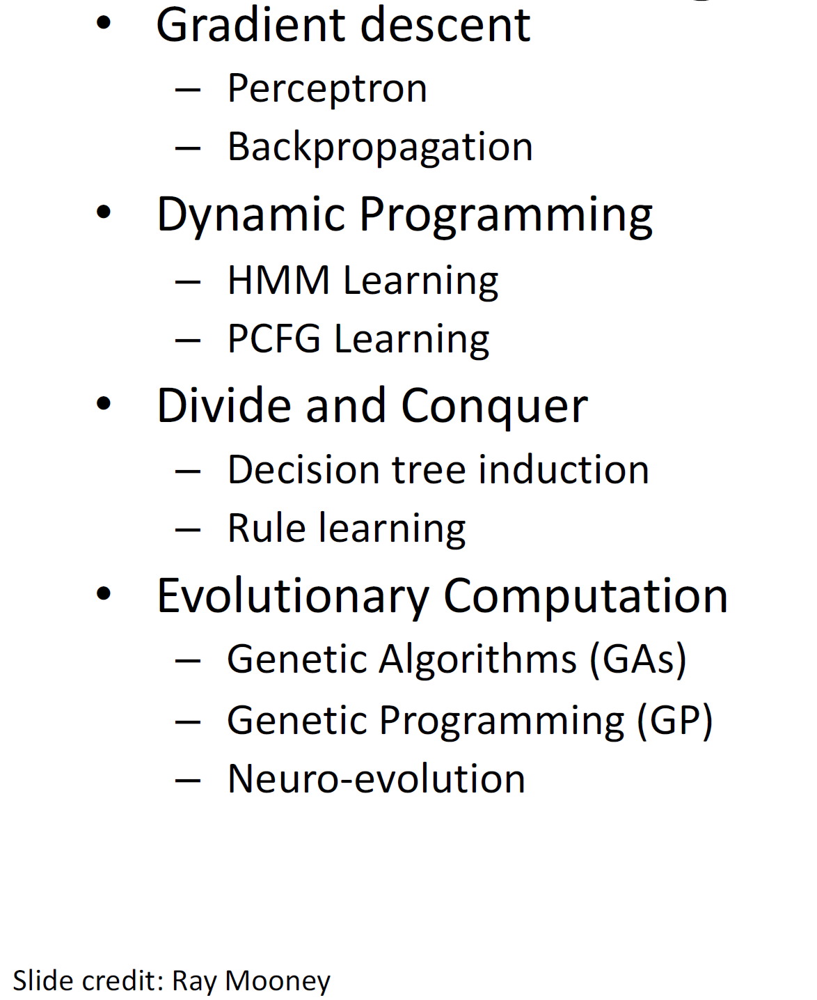 • Gradient descent
– Perceptron
– Backpropagation
• Dynamic Programming
– HMM Learning
– PCFG Learning
• Divide and Conquer
– Decision tree induction
– Rule learning
• Evolutionary Computation
– Genetic Algorithms (GAs)
– Genetic Programming (GP)
– Neuro-evolution
Slide credit: Ray Mooney